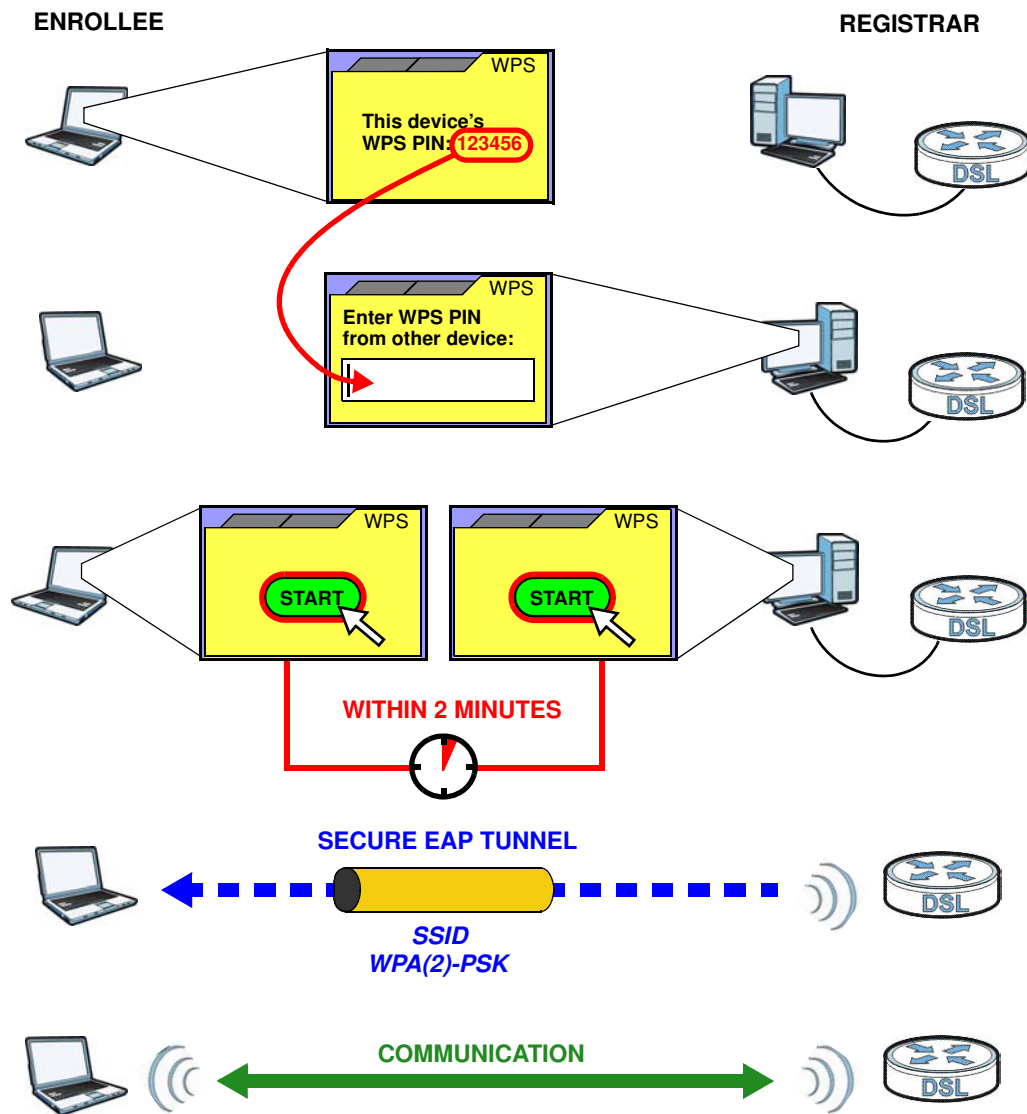 ENROLLEE
REGISTRAR
WPS
This device's
WPS PIN: 123456
DSL
WPS
Enter WPS PIN
from other device:
DSL
WPS
START
WPS
START
DSL
WITHIN 2 MINUTES
SECURE EAP TUNNEL
DSL
SSID
WPA(2)-PSK
COMMUNICATION
DSL